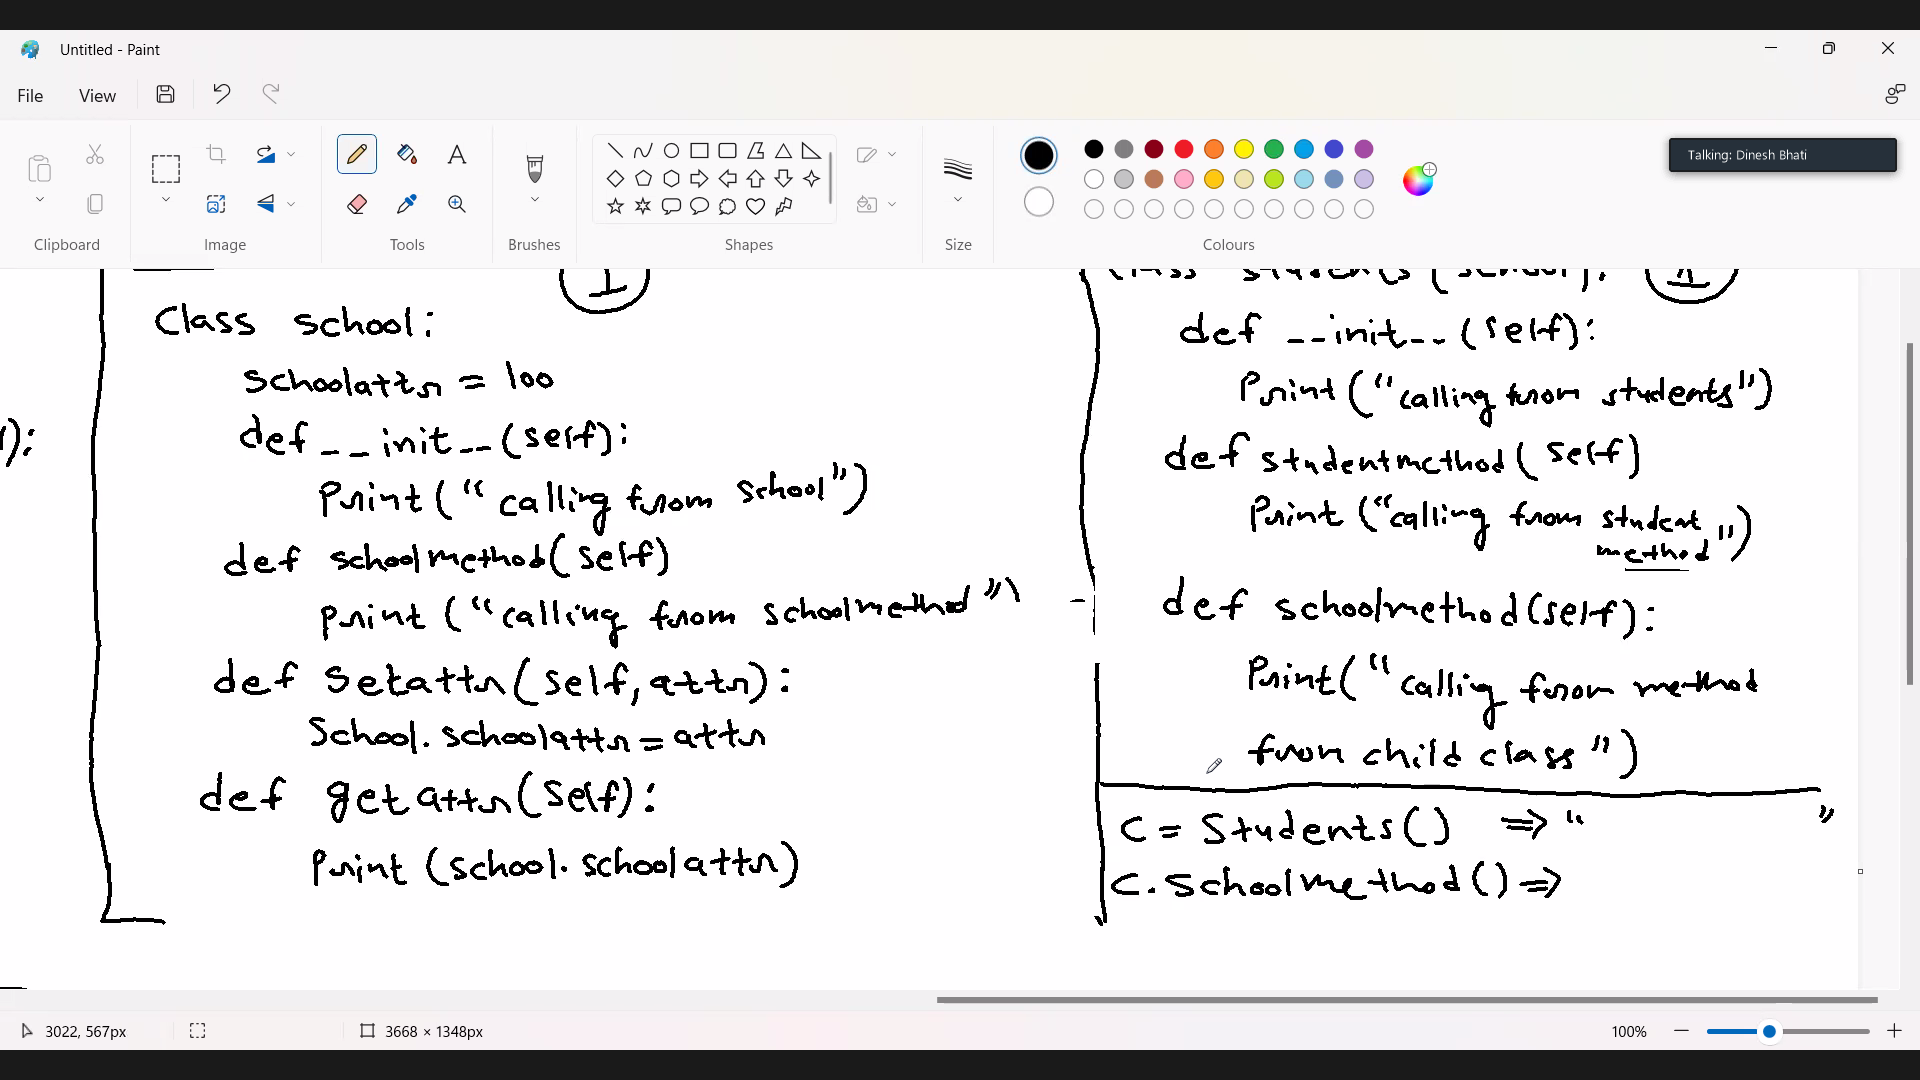 Untitled - Paint
File View
Talking: Dinesh Bhati
Clipboard Image Tools Brushes Shapes Size Colours
I
Class school:
schoolattr = 100
def __init__(self):
print(" calling from school")
def schoolmethod(self)
print ("calling from schoolmethod")
def setattr(self, attr):
School.schoolattr = attr
def getattr(self):
print (school.schoolattr)
):
class students (school): II
def __init__(self):
Print("calling from students")
def studentmethod(self)
Print ("calling from student
method")
def schoolmethod(self):
Print("calling from method
from child class")
C = Students() => " "
C.Schoolmethod() =>
3022, 567px 3668 × 1348px 100%